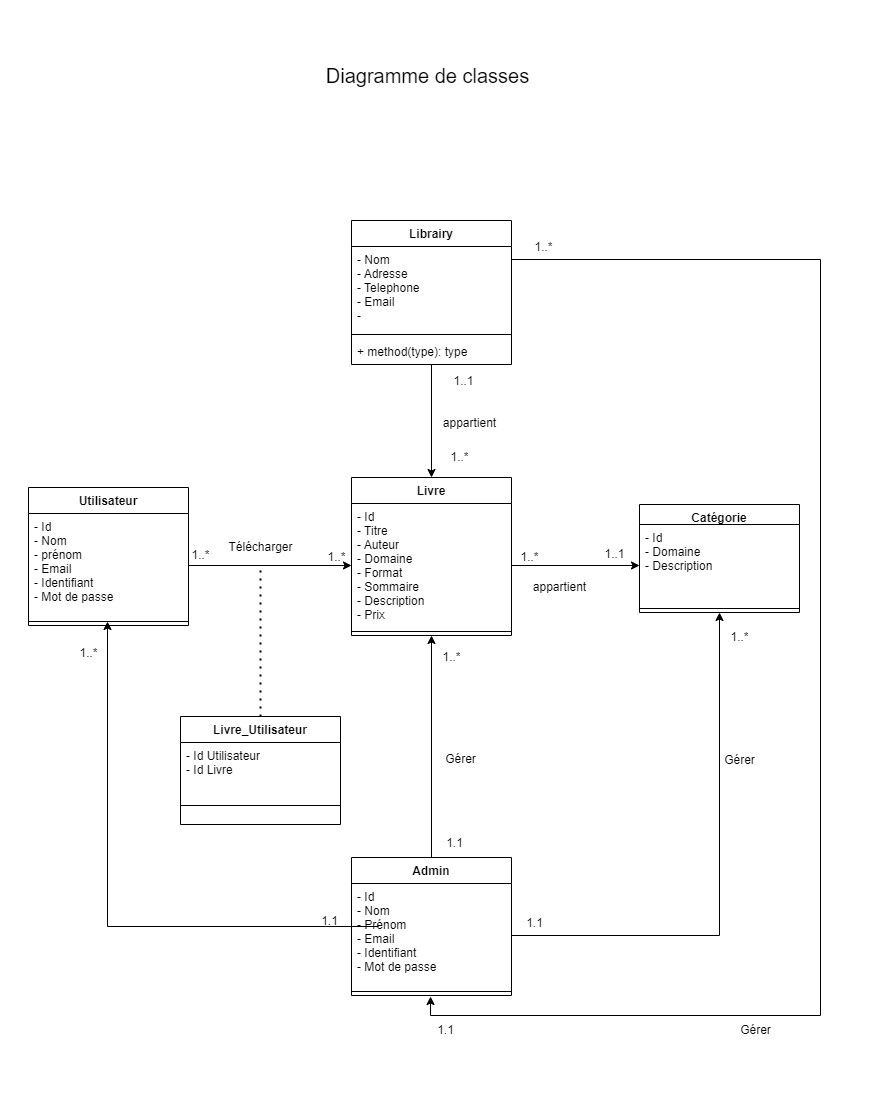 Diagramme de classes
Librairy
- Nom
- Adresse
- Telephone
- Email
-
+ method(type): type
1..*
1..1
appartient
1..*
Utilisateur
- Id
- Nom
- prénom
- Email
- Identifiant
- Mot de passe
1..*
Télécharger
1..*
Livre
- Id
- Titre
- Auteur
- Domaine
- Format
- Sommaire
- Description
- Prix
1..*
1..1
appartient
Catégorie
- Id
- Domaine
- Description
1..*
1..*
1..*
Livre_Utilisateur
- Id Utilisateur
- Id Livre
Gérer
Gérer
1.1
Admin
- Id
- Nom
- Prénom
- Email
- Identifiant
- Mot de passe
1.1
1.1
1.1
Gérer